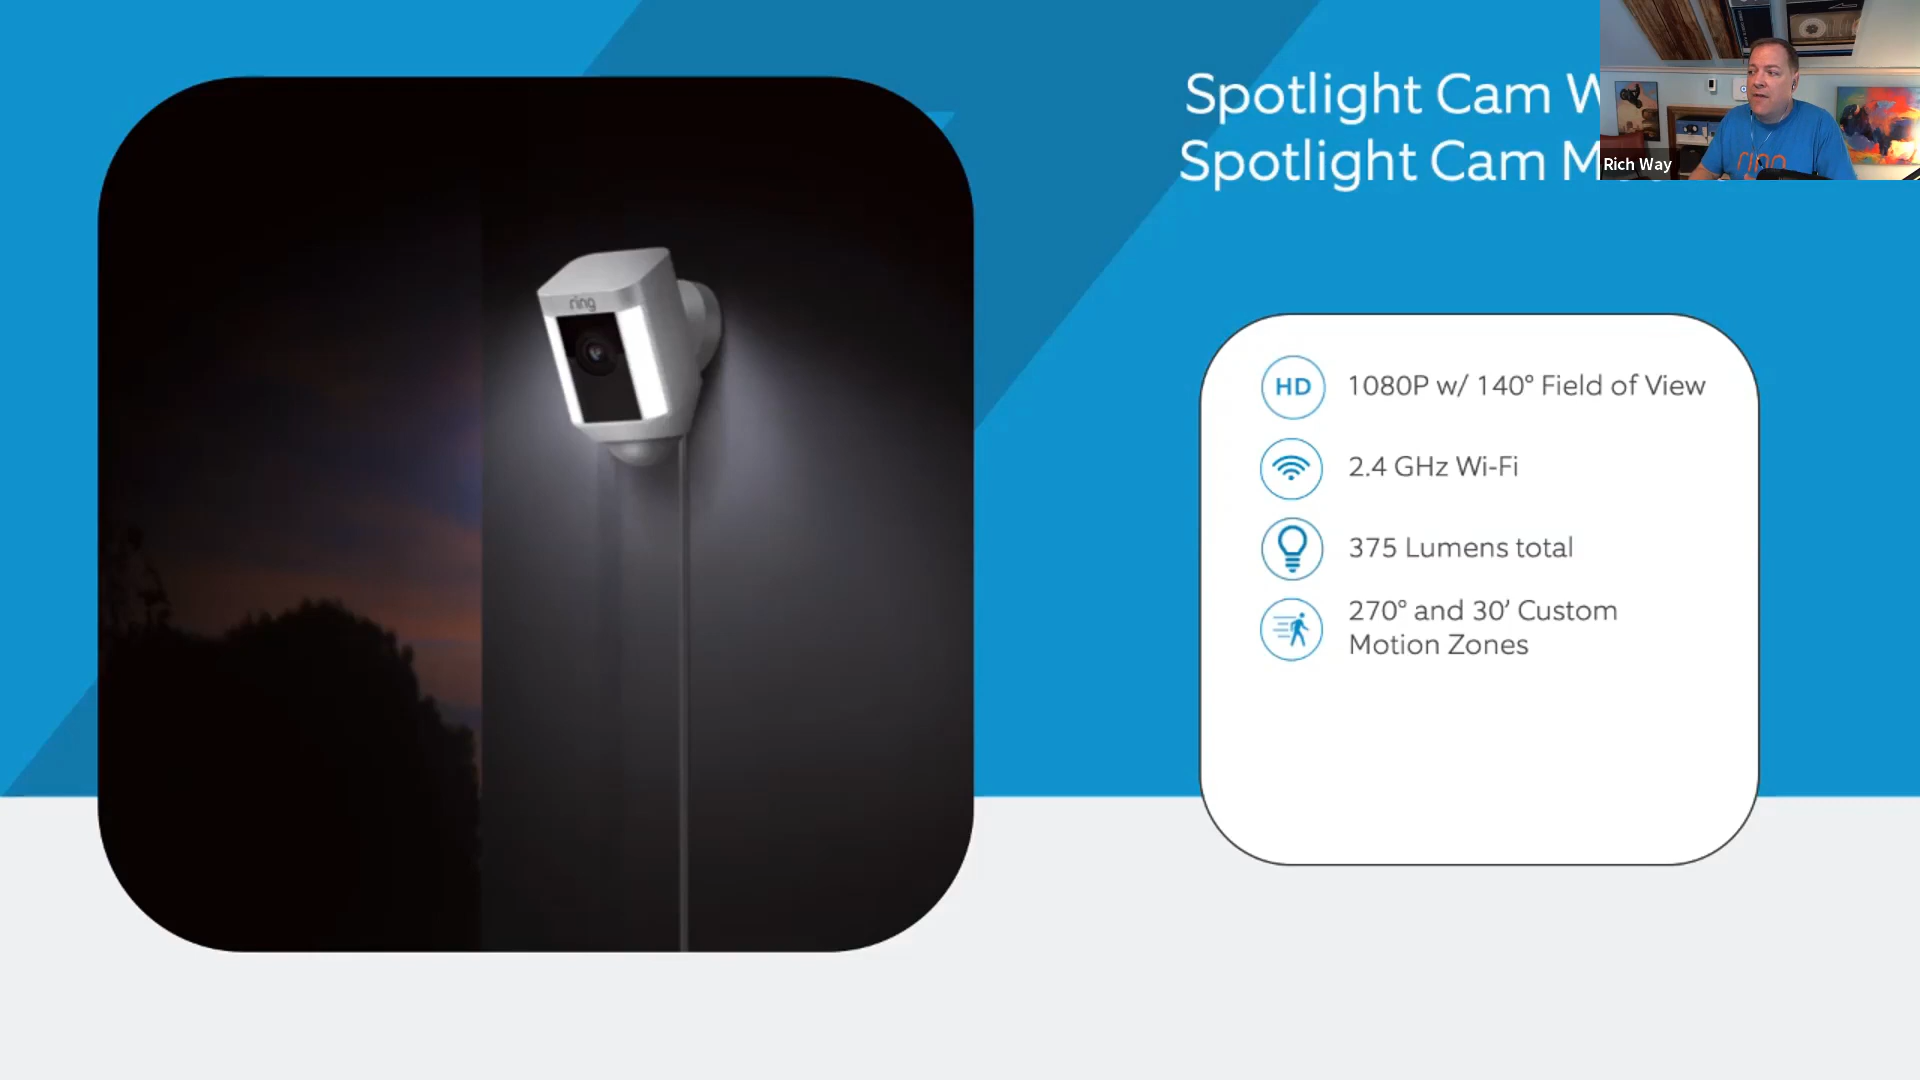 Spotlight Cam
Spotlight Cam
Rich Way
ring
ring
HD
1080P w/ 140° Field of View
2.4 GHz Wi-Fi
375 Lumens total
270° and 30’ Custom
Motion Zones